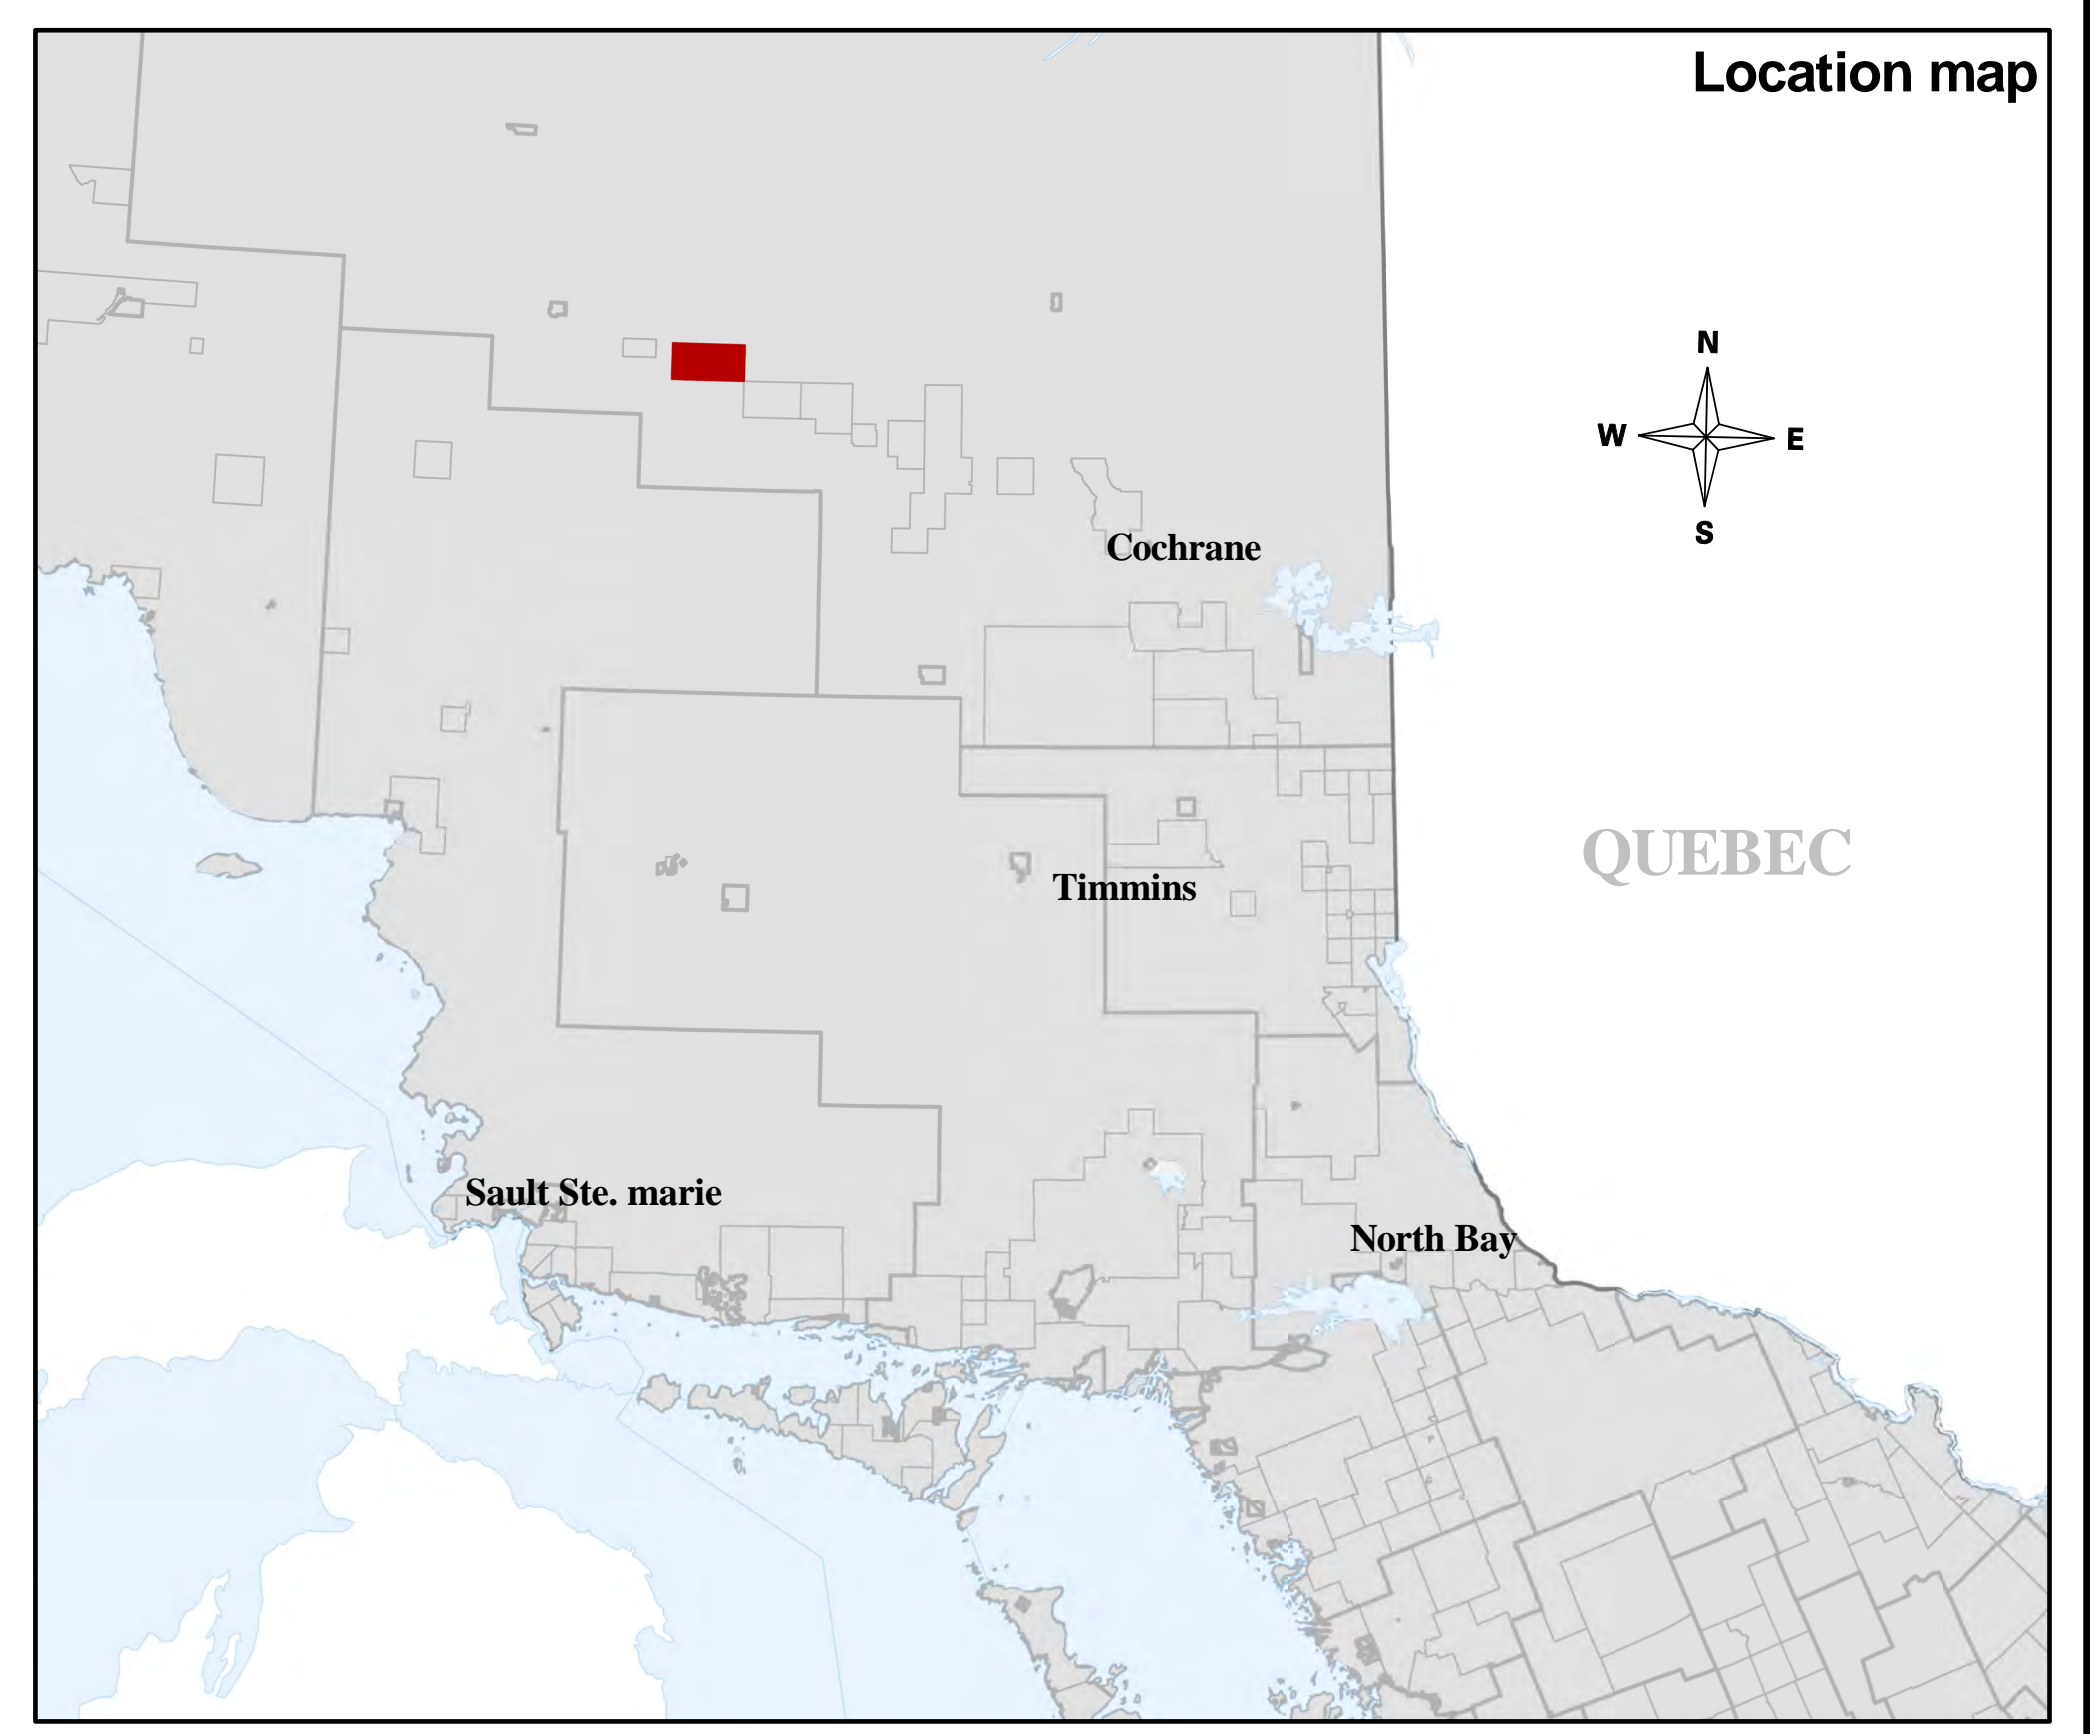 Location map
N
W E
S
Cochrane
QUEBEC
Timmins
Sault Ste. marie
North Bay